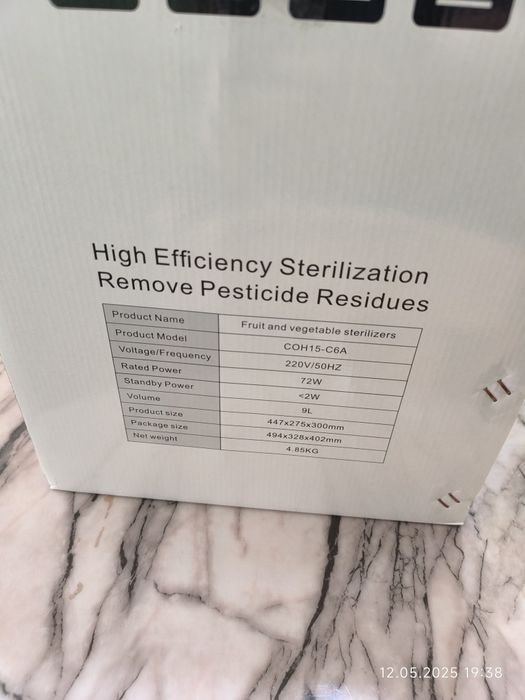 High Efficiency Sterilization
Remove Pesticide Residues
Product Name Fruit and vegetable sterilizers
Product Model COH15-C6A
Voltage/Frequency 220V/50HZ
Rated Power 72W
Standby Power <2W
Volume 9L
Product size 447x275x300mm
Package size 494x328x402mm
Net weight 4.85KG
12.05.2025 19:38